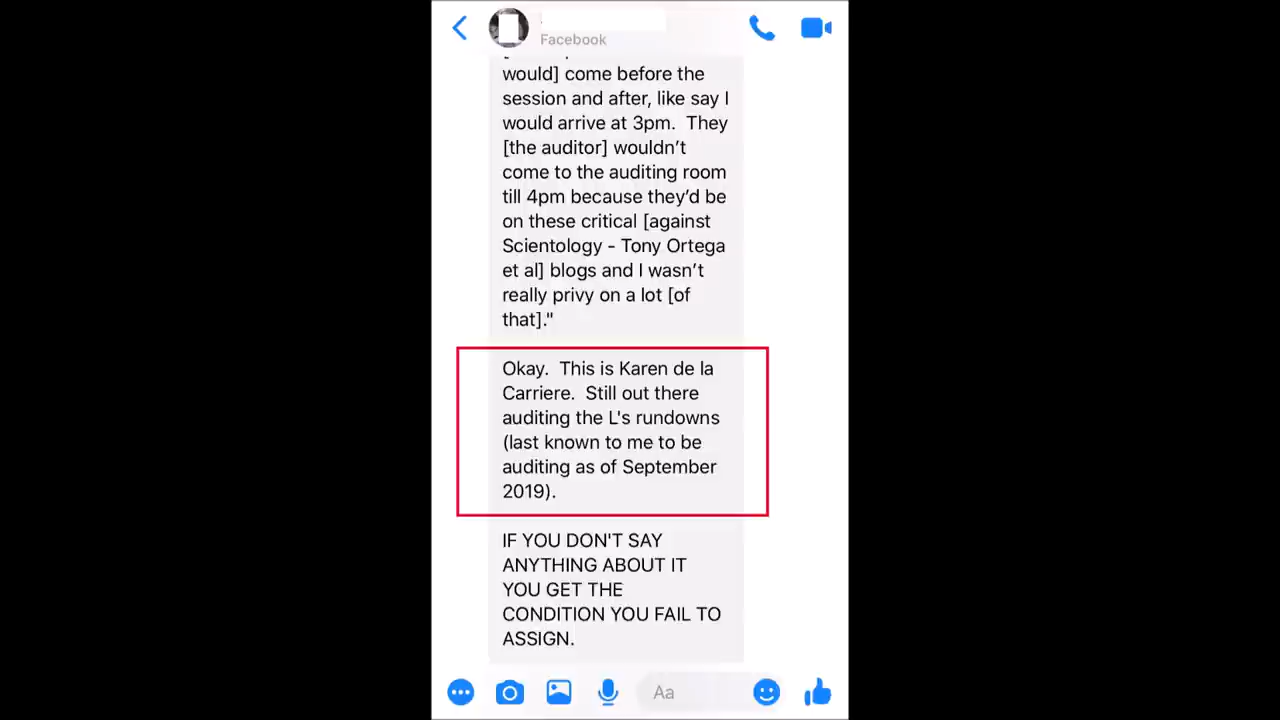 Facebook
would] come before the
session and after, like say I
would arrive at 3pm.  They
[the auditor] wouldn’t
come to the auditing room
till 4pm because they’d be
on these critical [against
Scientology - Tony Ortega
et al] blogs and I wasn’t
really privy on a lot [of
that]."
Okay.  This is Karen de la
Carriere.  Still out there
auditing the L's rundowns
(last known to me to be
auditing as of September
2019).
IF YOU DON'T SAY
ANYTHING ABOUT IT
YOU GET THE
CONDITION YOU FAIL TO
ASSIGN.
Aa